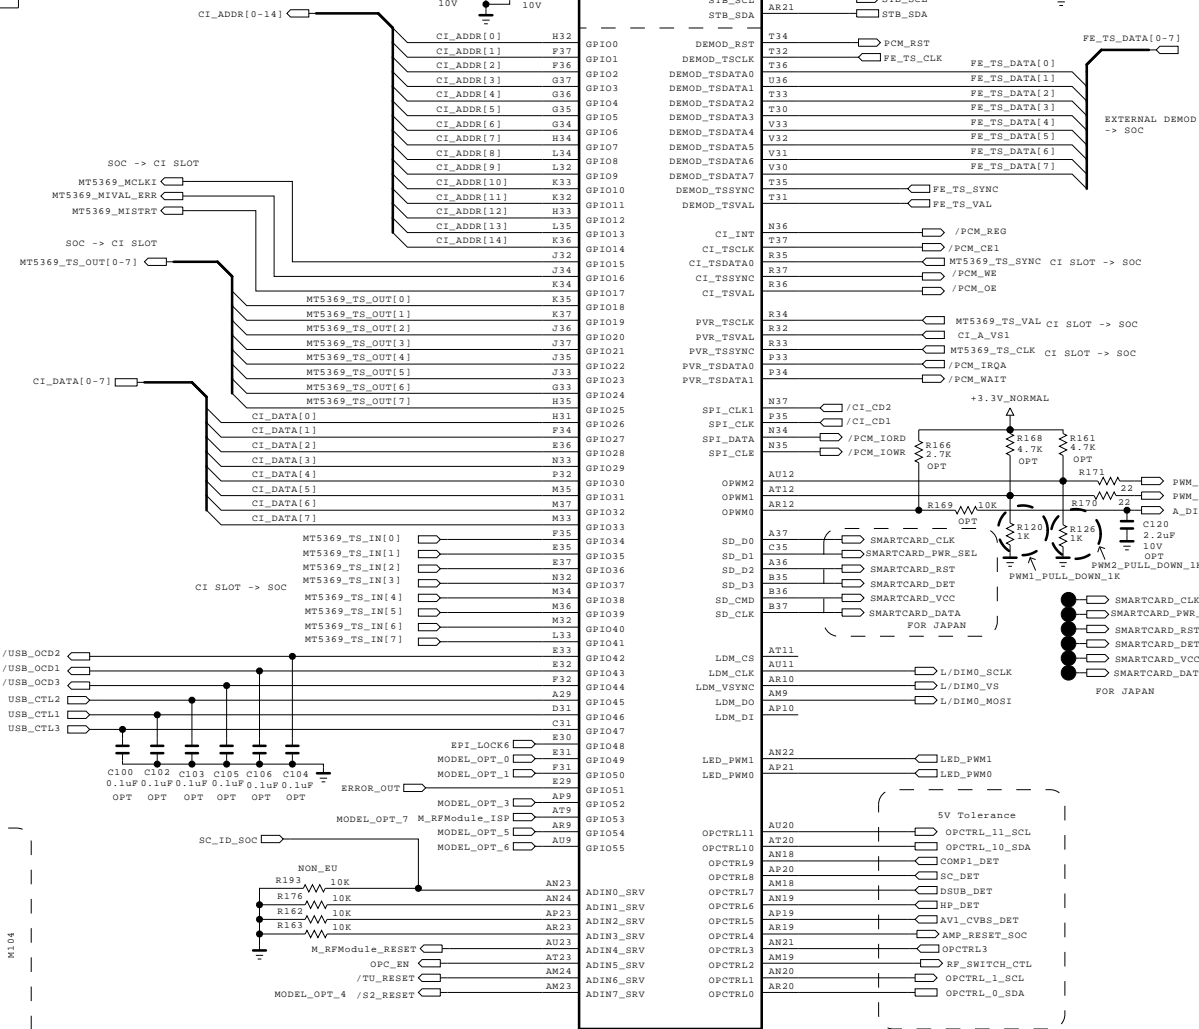 10V
10V
CI_ADDR[0-14]
CI_ADDR[0] H32 GPIO0
CI_ADDR[1] F37 GPIO1
CI_ADDR[2] F36 GPIO2
CI_ADDR[3] G37 GPIO3
CI_ADDR[4] G36 GPIO4
CI_ADDR[5] G35 GPIO5
CI_ADDR[6] G34 GPIO6
CI_ADDR[7] H34 GPIO7
CI_ADDR[8] L34 GPIO8
CI_ADDR[9] L32 GPIO9
CI_ADDR[10] K33 GPIO10
CI_ADDR[11] K32 GPIO11
CI_ADDR[12] H33 GPIO12
CI_ADDR[13] L35 GPIO13
CI_ADDR[14] K36 GPIO14
SOC -> CI SLOT
MT5369_MCLKI J32 GPIO15
MT5369_MIVAL_ERR J34 GPIO16
MT5369_MISTRT K34 GPIO17
SOC -> CI SLOT
MT5369_TS_OUT[0-7]
MT5369_TS_OUT[0] K35 GPIO18
MT5369_TS_OUT[1] K37 GPIO19
MT5369_TS_OUT[2] J36 GPIO20
MT5369_TS_OUT[3] J37 GPIO21
MT5369_TS_OUT[4] J35 GPIO22
MT5369_TS_OUT[5] J33 GPIO23
MT5369_TS_OUT[6] G33 GPIO24
MT5369_TS_OUT[7] H35 GPIO25
CI_DATA[0-7]
CI_DATA[0] H31 GPIO26
CI_DATA[1] F34 GPIO27
CI_DATA[2] E36 GPIO28
CI_DATA[3] N33 GPIO29
CI_DATA[4] P32 GPIO30
CI_DATA[5] M35 GPIO31
CI_DATA[6] M37 GPIO32
CI_DATA[7] M33 GPIO33
MT5369_TS_IN[0] F35 GPIO34
MT5369_TS_IN[1] E35 GPIO35
MT5369_TS_IN[2] E37 GPIO36
MT5369_TS_IN[3] N32 GPIO37
CI SLOT -> SOC
MT5369_TS_IN[4] M34 GPIO38
MT5369_TS_IN[5] M36 GPIO39
MT5369_TS_IN[6] M32 GPIO40
MT5369_TS_IN[7] L33 GPIO41
/USB_OCD2 E33 GPIO42
/USB_OCD1 E32 GPIO43
/USB_OCD3 F32 GPIO44
USB_CTL2 A29 GPIO45
USB_CTL1 D31 GPIO46
USB_CTL3 C31 GPIO47
C100 C102 C103 C105 C106 C104
0.1uF 0.1uF 0.1uF 0.1uF 0.1uF 0.1uF
OPT OPT OPT OPT OPT OPT
EPI_LOCK6 E30 GPIO48
MODEL_OPT_0 E31 GPIO49
MODEL_OPT_1 F31 GPIO50
ERROR_OUT E29 GPIO51
MODEL_OPT_3 AP9 GPIO52
MODEL_OPT_7 M_RFModule_ISP AT9 GPIO53
MODEL_OPT_5 AR9 GPIO54
MODEL_OPT_6 AU9 GPIO55
SC_ID_SOC
NON_EU
R193 10K AN23 ADIN0_SRV
R176 10K AN24 ADIN1_SRV
R162 10K AP23 ADIN2_SRV
R163 10K AR23 ADIN3_SRV
M_RFModule_RESET AU23 ADIN4_SRV
OPC_EN AT23 ADIN5_SRV
/TU_RESET AM24 ADIN6_SRV
MODEL_OPT_4 /S2_RESET AM23 ADIN7_SRV
M104
STB_SCL STB_SCL
STB_SDA AR21 STB_SDA
DEMOD_RST T34 PCM_RST
DEMOD_TSCLK T32 FE_TS_CLK
FE_TS_DATA[0-7]
DEMOD_TSDATA0 T36 FE_TS_DATA[0]
DEMOD_TSDATA1 U36 FE_TS_DATA[1]
DEMOD_TSDATA2 T33 FE_TS_DATA[2]
DEMOD_TSDATA3 T30 FE_TS_DATA[3]
DEMOD_TSDATA4 V33 FE_TS_DATA[4]
DEMOD_TSDATA5 V32 FE_TS_DATA[5]
DEMOD_TSDATA6 V31 FE_TS_DATA[6]
DEMOD_TSDATA7 V30 FE_TS_DATA[7]
EXTERNAL DEMOD
-> SOC
DEMOD_TSSYNC T35 FE_TS_SYNC
DEMOD_TSVAL T31 FE_TS_VAL
CI_INT N36 /PCM_REG
CI_TSCLK T37 /PCM_CE1
CI_TSDATA0 R35 MT5369_TS_SYNC CI SLOT -> SOC
CI_TSSYNC R37 /PCM_WE
CI_TSVAL R36 /PCM_OE
PVR_TSCLK R34 MT5369_TS_VAL CI SLOT -> SOC
PVR_TSVAL R32 CI_A_VS1
PVR_TSSYNC R33 MT5369_TS_CLK CI SLOT -> SOC
PVR_TSDATA0 P33 /PCM_IRQA
PVR_TSDATA1 P34 /PCM_WAIT
+3.3V_NORMAL
SPI_CLK1 N37 /CI_CD2
SPI_CLK P35 /CI_CD1
SPI_DATA N34 /PCM_IORD
SPI_CLE N35 /PCM_IOWR
R166 2.7K OPT
R168 4.7K OPT
R161 4.7K OPT
OPWM2 AU12 R171 22 PWM_
OPWM1 AT12 R170 22 PWM_
OPWM0 AR12 R169 10K OPT A_DI
R120 1K
R126 1K
C120 2.2uF 10V OPT
PWM2_PULL_DOWN_1K
PWM1_PULL_DOWN_1K
SD_D0 A37 SMARTCARD_CLK
SD_D1 C35 SMARTCARD_PWR_SEL
SD_D2 A36 SMARTCARD_RST
SD_D3 B35 SMARTCARD_DET
SD_CMD B36 SMARTCARD_VCC
SD_CLK B37 SMARTCARD_DATA
FOR JAPAN
SMARTCARD_CLK
SMARTCARD_PWR_
SMARTCARD_RST
SMARTCARD_DET
SMARTCARD_VCC
SMARTCARD_DAT
FOR JAPAN
LDM_CS AT11
LDM_CLK AU11 L/DIM0_SCLK
LDM_VSYNC AR10 L/DIM0_VS
LDM_DO AM9 L/DIM0_MOSI
LDM_DI AP10
LED_PWM1 AN22 LED_PWM1
LED_PWM0 AP21 LED_PWM0
5V Tolerance
OPCTRL11 AU20 OPCTRL_11_SCL
OPCTRL10 AT20 OPCTRL_10_SDA
OPCTRL9 AN18 COMP1_DET
OPCTRL8 AP20 SC_DET
OPCTRL7 AM18 DSUB_DET
OPCTRL6 AN19 HP_DET
OPCTRL5 AP19 AV1_CVBS_DET
OPCTRL4 AR19 AMP_RESET_SOC
OPCTRL3 AN21 OPCTRL3
OPCTRL2 AM19 RF_SWITCH_CTL
OPCTRL1 AN20 OPCTRL_1_SCL
OPCTRL0 AR20 OPCTRL_0_SDA